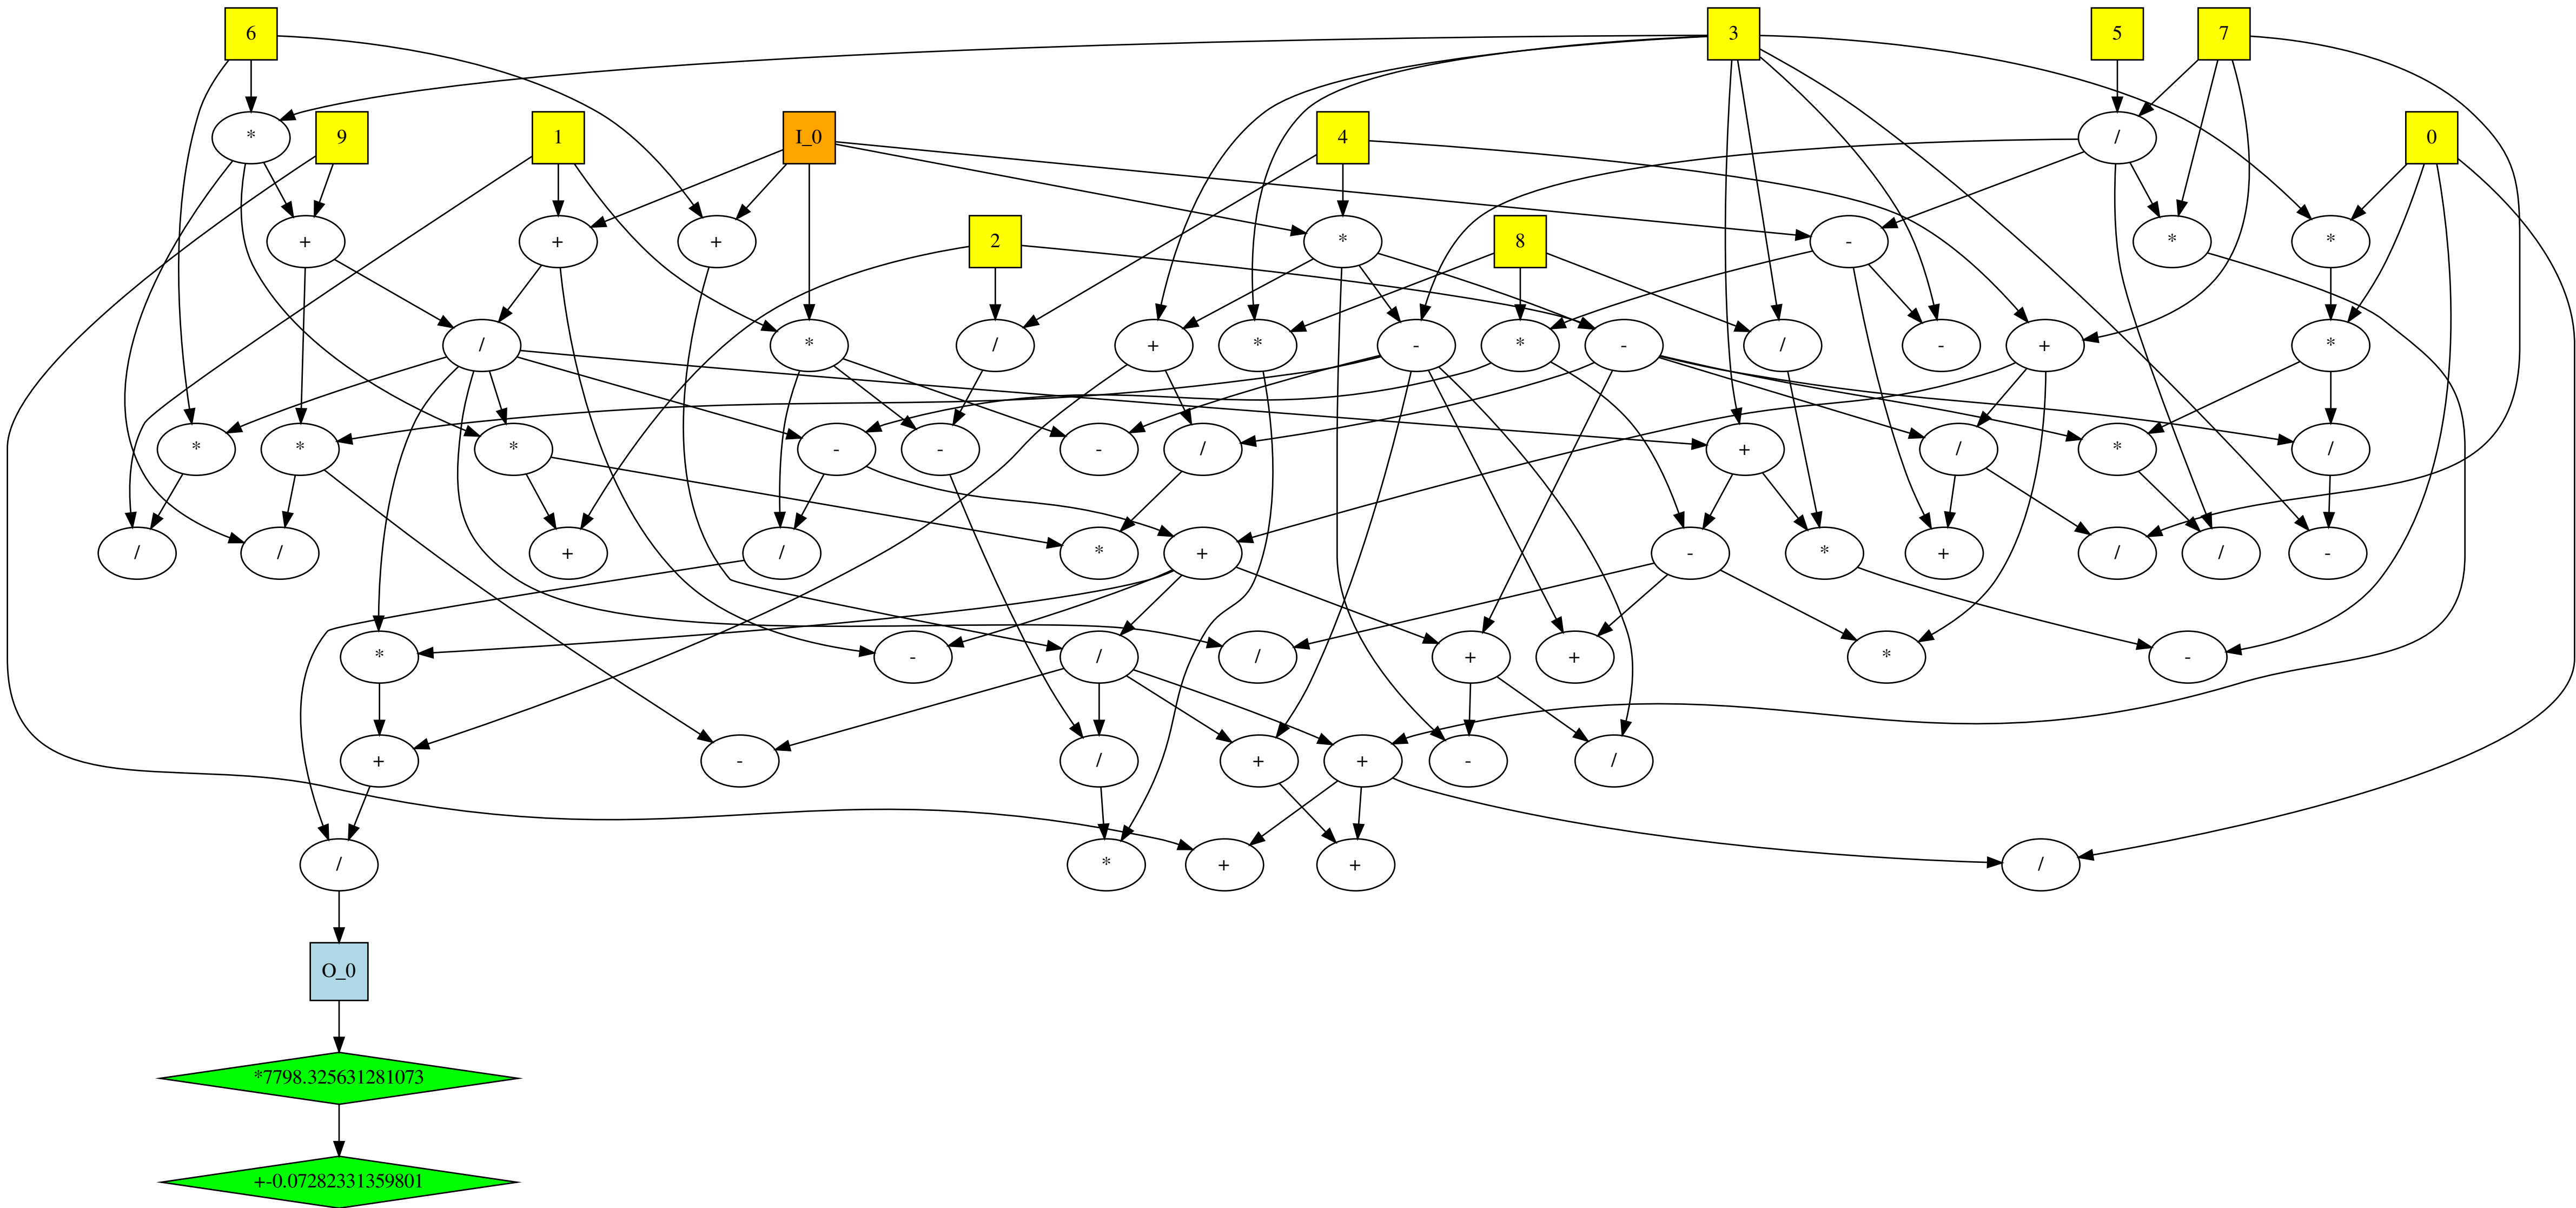 6 3 5 7
* 9 1 I_0 4 / 0
+ + + 2 * 8 - * *
/ * / + * - * - / - + *
* * * - - - / + / * /
/ / + / * + - * + / / -
* - / / + + * -
+ - / + + - /
/ * + + /
O_0
*7798.325631281073
+-0.07282331359801